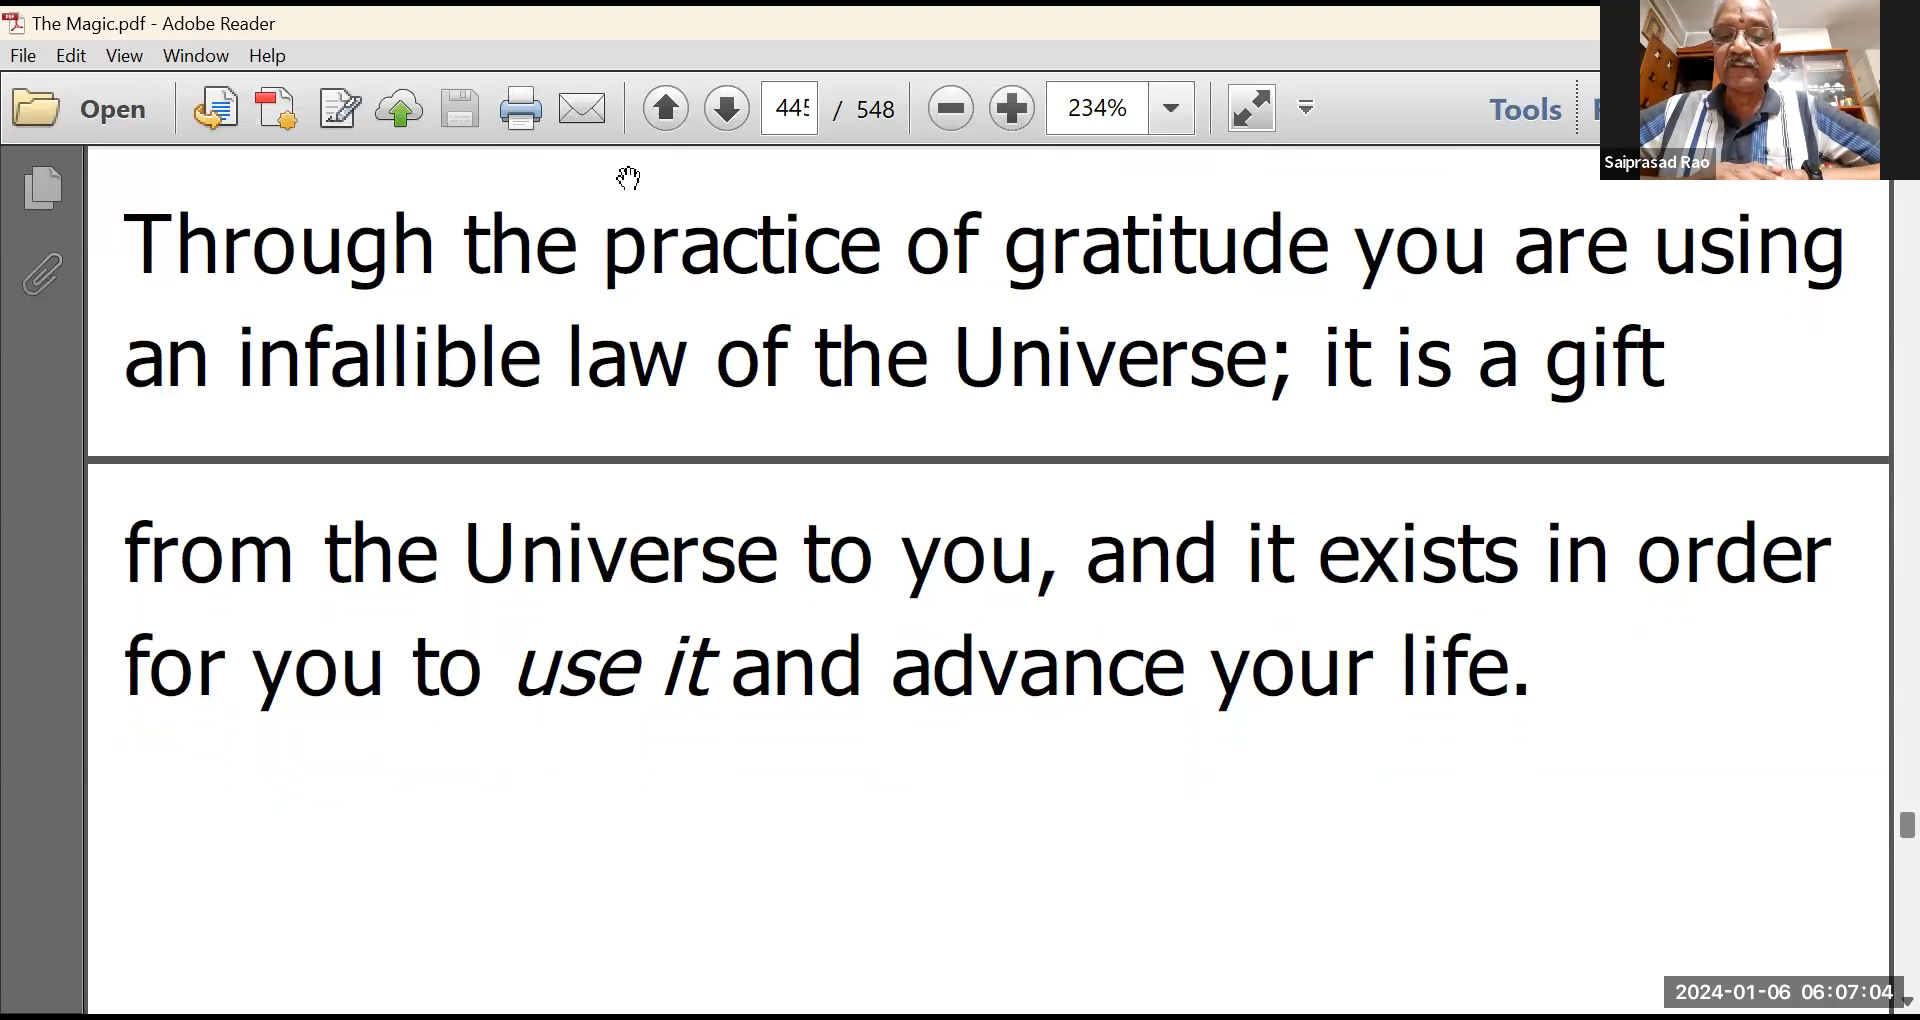 The Magic.pdf - Adobe Reader
File Edit View Window Help
Open 445 / 548 234% Tools
Saiprasad Rao
Through the practice of gratitude you are using
an infallible law of the Universe; it is a gift
from the Universe to you, and it exists in order
for you to use it and advance your life.
2024-01-06 06:07:04